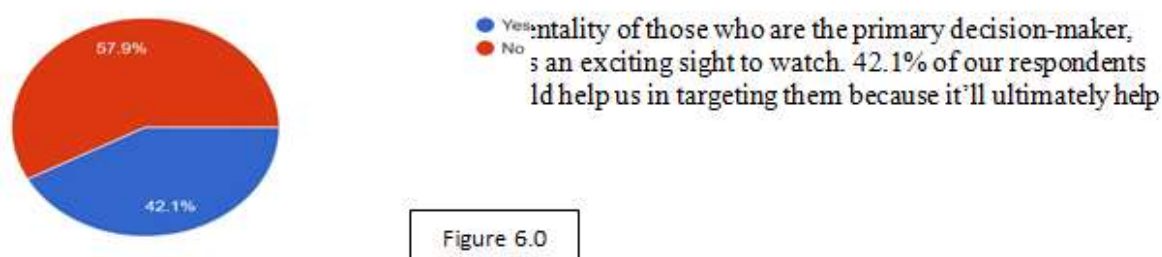 57.9%
42.1%
Yes
No
of those who are the primary decision-maker,
s an exciting sight to watch. 42.1% of our respondents
ld help us in targeting them because it'll ultimately help
Figure 6.0